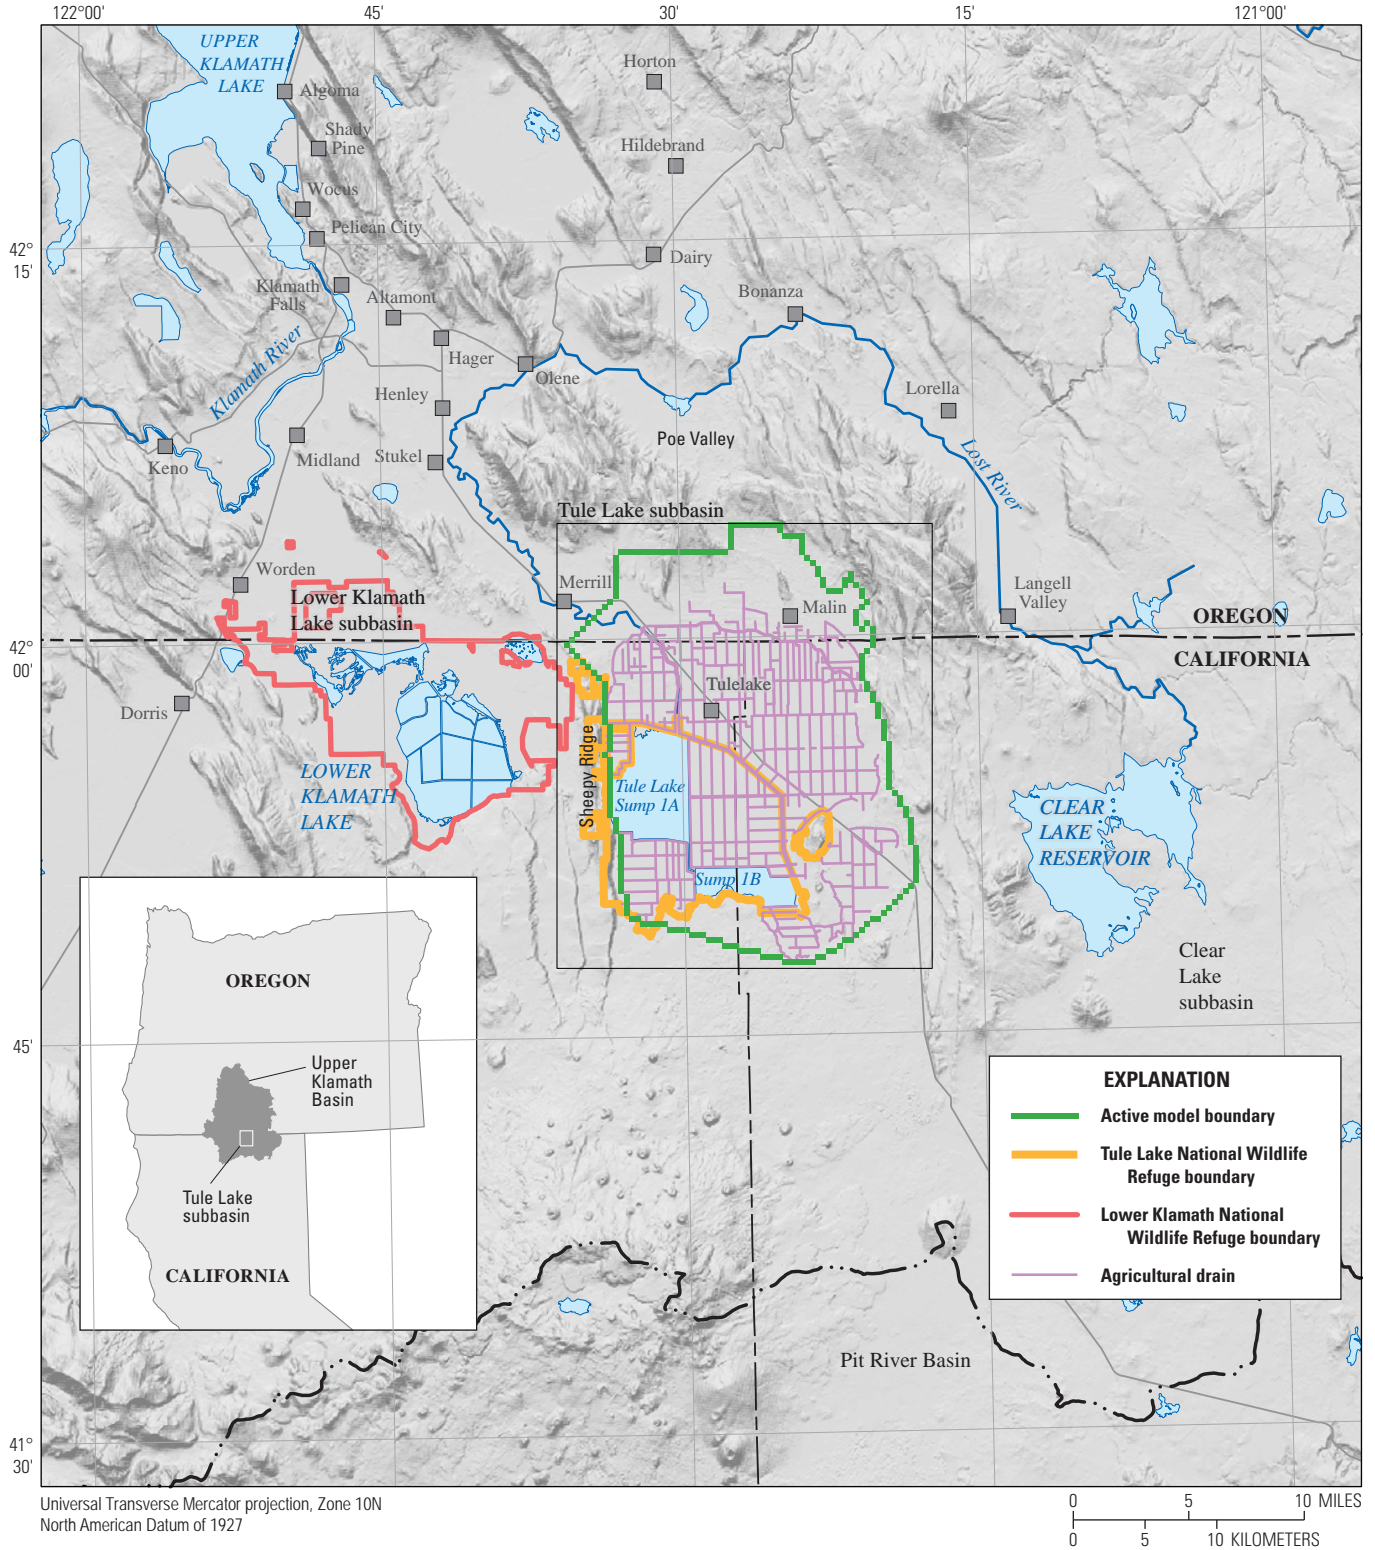 122°00'
45'
30'
15'
121°00'
UPPER
KLAMATH
LAKE
Algoma
Horton
Shady
Pine
Hildebrand
Wocus
Pelican City
42°
15'
Dairy
Klamath
Falls
Altamont
Bonanza
Klamath River
Hager
Olene
Henley
Lorella
Poe Valley
Keno
Midland
Stukel
Lost River
Tule Lake subbasin
Worden
Merrill
Langell
Valley
Lower Klamath
Lake subbasin
Malin
OREGON
42°
00'
CALIFORNIA
Tulelake
Dorris
Sheepy Ridge
LOWER
KLAMATH
LAKE
Tule Lake
Sump 1A
CLEAR
LAKE
RESERVOIR
Sump 1B
Clear
Lake
subbasin
OREGON
45'
Upper
Klamath
Basin
Tule Lake
subbasin
CALIFORNIA
EXPLANATION
Active model boundary
Tule Lake National Wildlife
Refuge boundary
Lower Klamath National
Wildlife Refuge boundary
Agricultural drain
Pit River Basin
41°
30'
Universal Transverse Mercator projection, Zone 10N
North American Datum of 1927
0 5 10 MILES
0 5 10 KILOMETERS